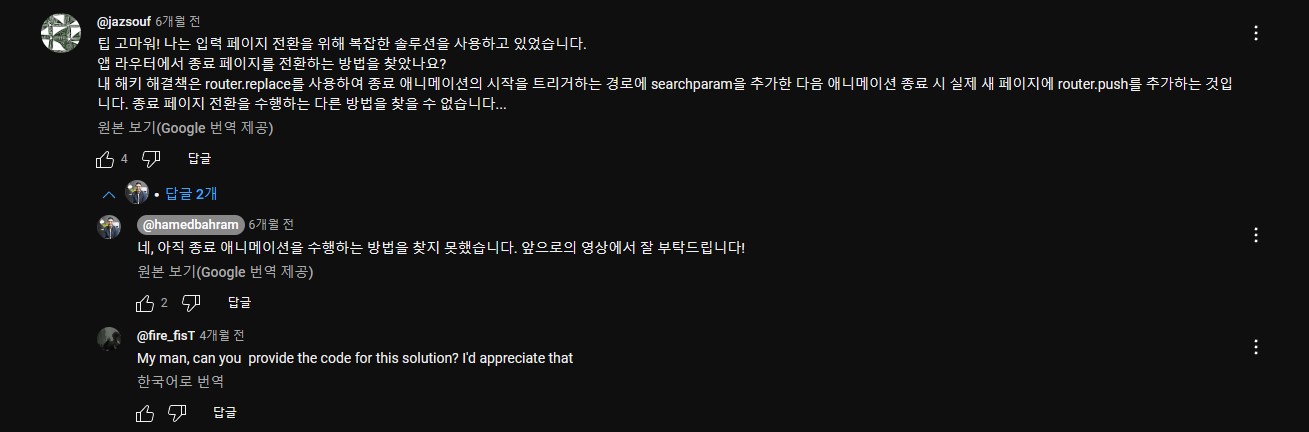 @jazsouf 6개월 전
팁 고마워! 나는 입력 페이지 전환을 위해 복잡한 솔루션을 사용하고 있었습니다.
앱 라우터에서 종료 페이지를 전환하는 방법을 찾았나요?
내 해키 해결책은 router.replace를 사용하여 종료 애니메이션의 시작을 트리거하는 경로에 searchparam을 추가한 다음 애니메이션 종료 시 실제 새 페이지에 router.push를 추가하는 것입
니다. 종료 페이지 전환을 수행하는 다른 방법을 찾을 수 없습니다...
원본 보기(Google 번역 제공)
4 답글
답글 2개
@hamedbahram 6개월 전
네, 아직 종료 애니메이션을 수행하는 방법을 찾지 못했습니다. 앞으로의 영상에서 잘 부탁드립니다!
원본 보기(Google 번역 제공)
2 답글
@fire_fisT 4개월 전
My man, can you  provide the code for this solution? I'd appreciate that
한국어로 번역
답글